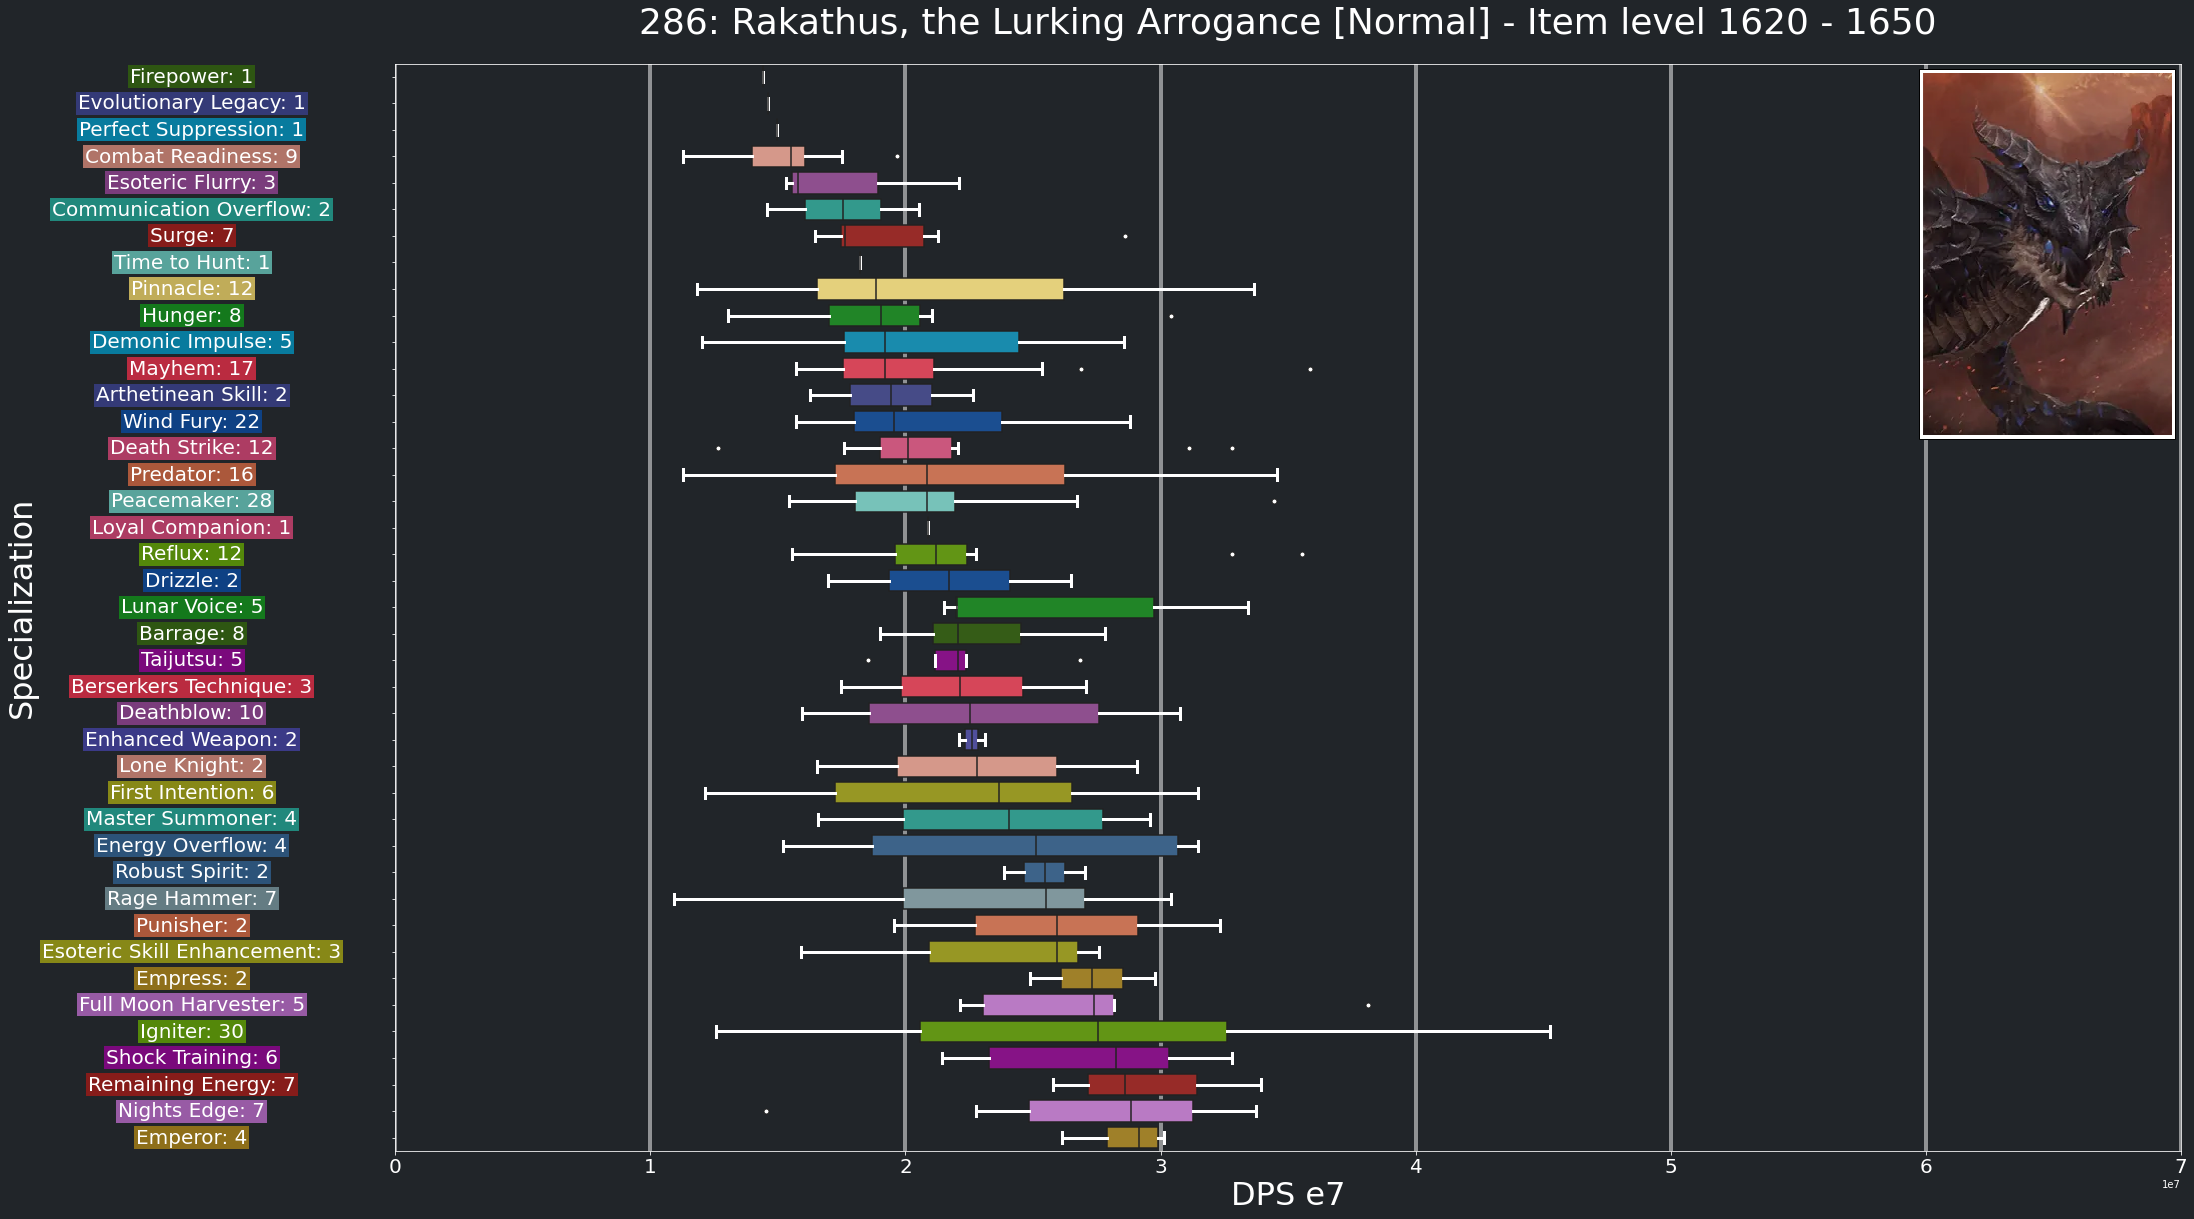 286: Rakathus, the Lurking Arrogance [Normal] - Item level 1620 - 1650
Specialization
Firepower: 1
Evolutionary Legacy: 1
Perfect Suppression: 1
Combat Readiness: 9
Esoteric Flurry: 3
Communication Overflow: 2
Surge: 7
Time to Hunt: 1
Pinnacle: 12
Hunger: 8
Demonic Impulse: 5
Mayhem: 17
Arthetinean Skill: 2
Wind Fury: 22
Death Strike: 12
Predator: 16
Peacemaker: 28
Loyal Companion: 1
Reflux: 12
Drizzle: 2
Lunar Voice: 5
Barrage: 8
Taijutsu: 5
Berserkers Technique: 3
Deathblow: 10
Enhanced Weapon: 2
Lone Knight: 2
First Intention: 6
Master Summoner: 4
Energy Overflow: 4
Robust Spirit: 2
Rage Hammer: 7
Punisher: 2
Esoteric Skill Enhancement: 3
Empress: 2
Full Moon Harvester: 5
Igniter: 30
Shock Training: 6
Remaining Energy: 7
Nights Edge: 7
Emperor: 4
0 1 2 3 4 5 6 7
1e7
DPS e7